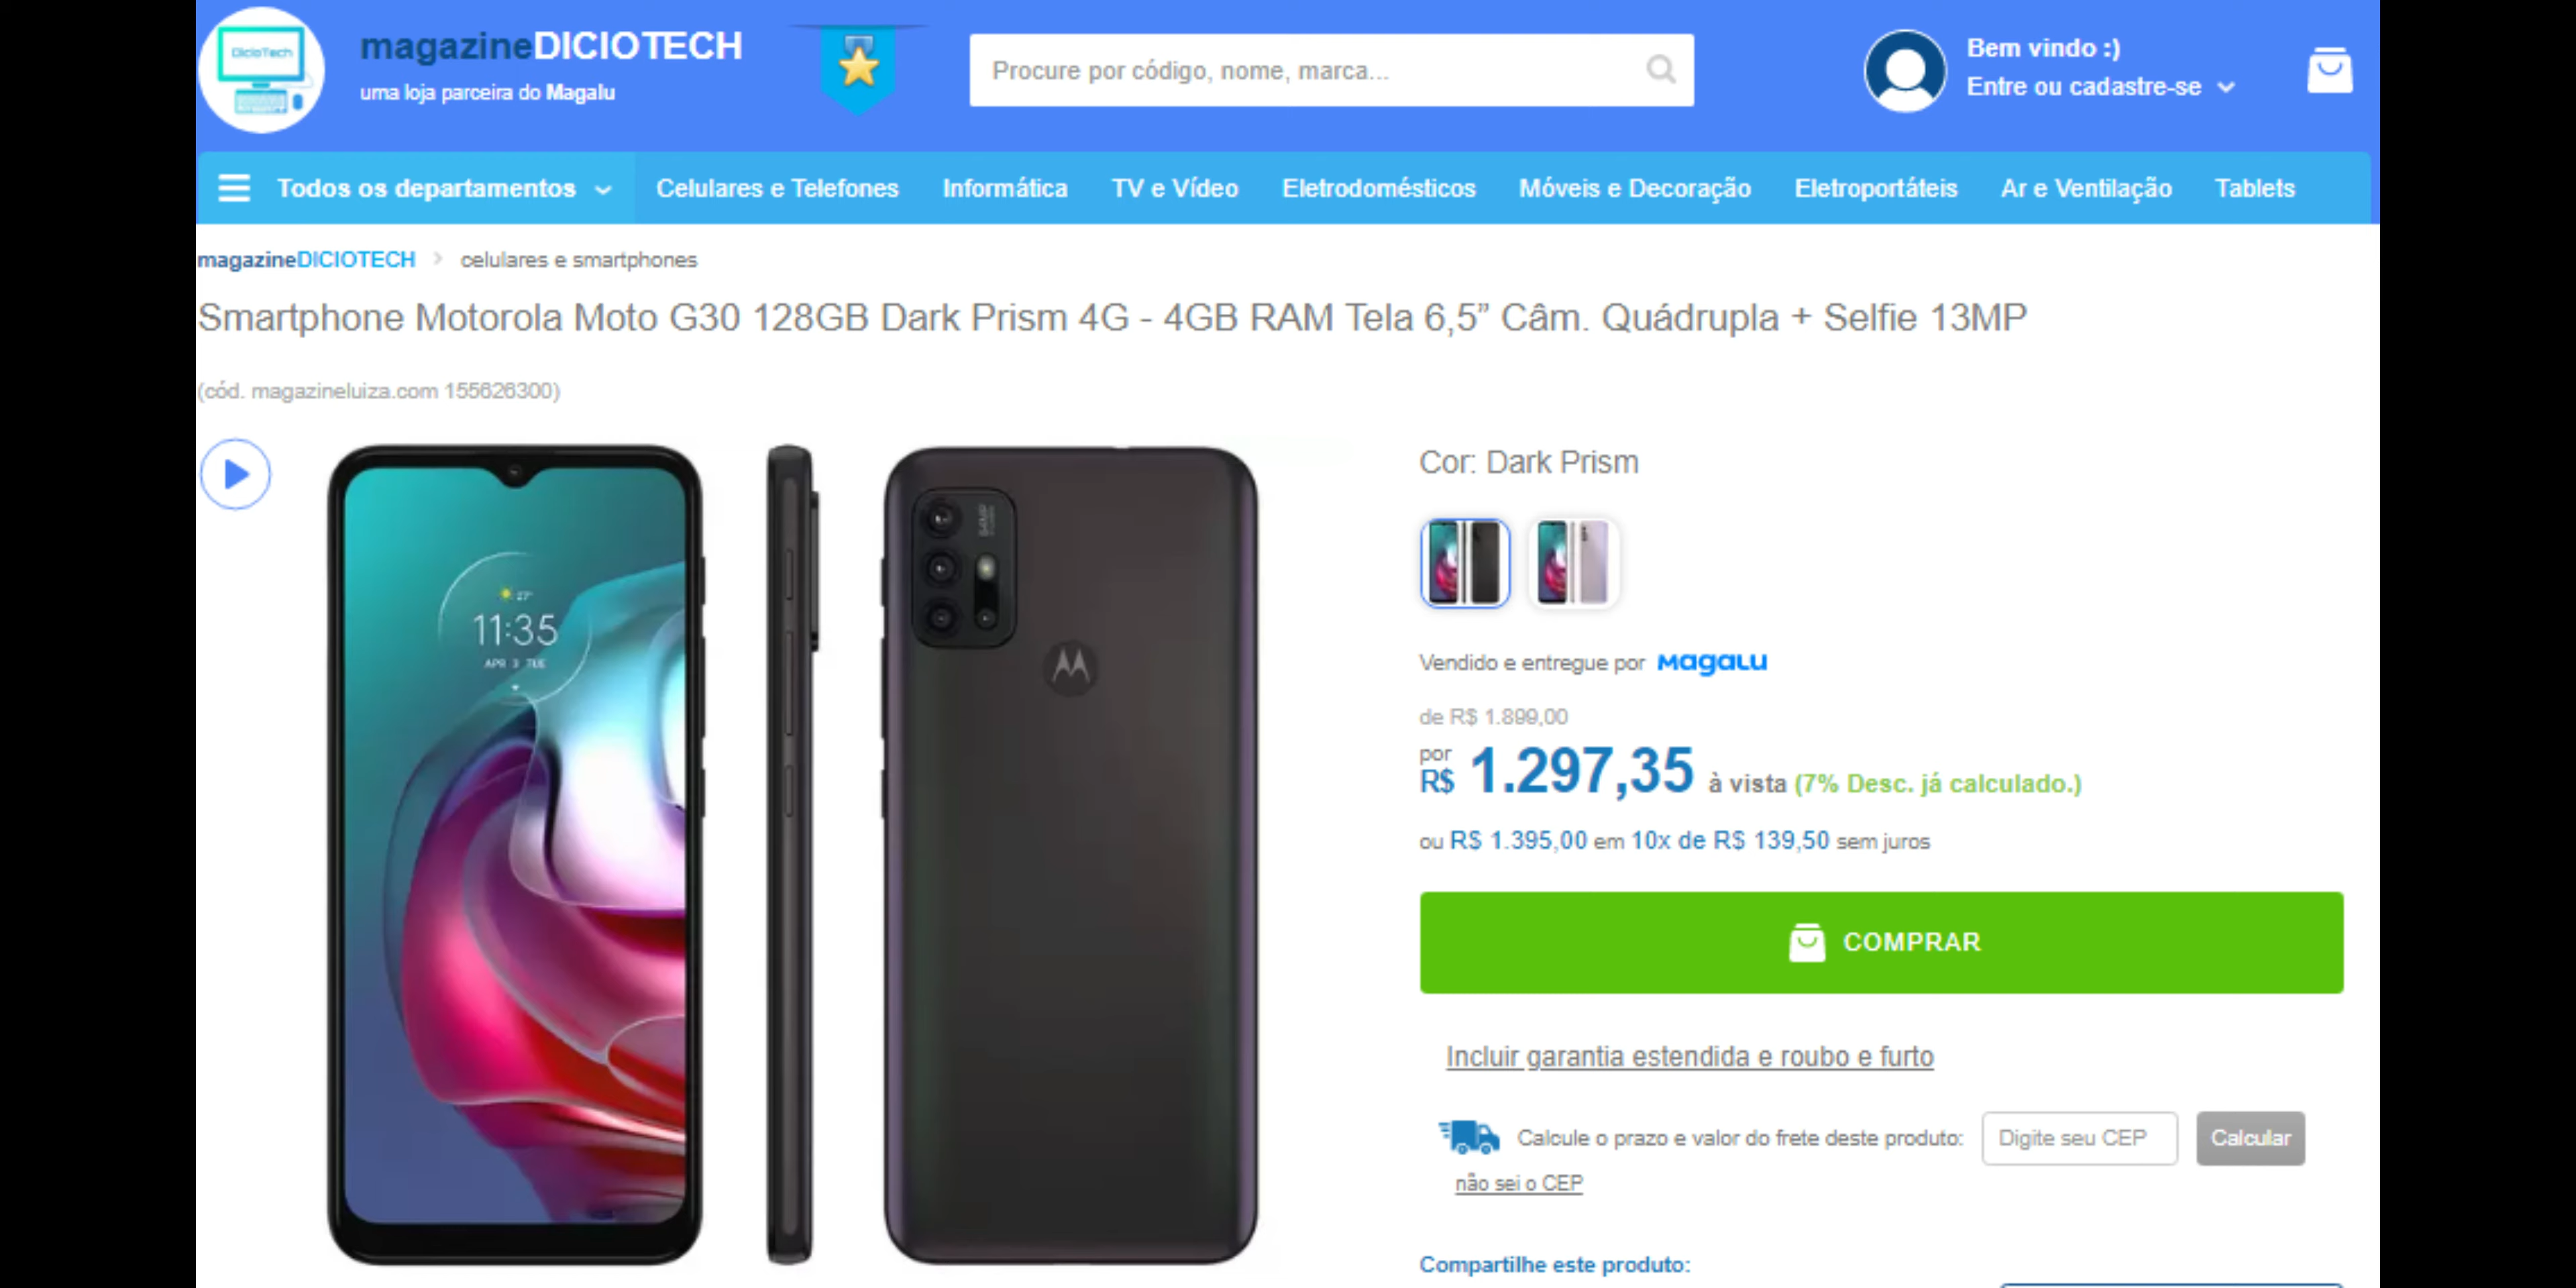 DicioTech
magazineDICIOTECH
uma loja parceira do Magalu
Procure por código, nome, marca...
Bem vindo :)
Entre ou cadastre-se
Todos os departamentos
Celulares e Telefones
Informática
TV e Vídeo
Eletrodomésticos
Móveis e Decoração
Eletroportáteis
Ar e Ventilação
Tablets
magazineDICIOTECH > celulares e smartphones
Smartphone Motorola Moto G30 128GB Dark Prism 4G - 4GB RAM Tela 6,5” Câm. Quádrupla + Selfie 13MP
(cód. magazineluiza.com 155626300)
27°
11:35
APR 3 TUE
Cor: Dark Prism
Vendido e entregue por Magalu
de R$ 1.899,00
por
R$ 1.297,35 à vista (7% Desc. já calculado.)
ou R$ 1.395,00 em 10x de R$ 139,50 sem juros
COMPRAR
Incluir garantia estendida e roubo e furto
Calcule o prazo e valor do frete deste produto:
Digite seu CEP
Calcular
não sei o CEP
Compartilhe este produto: